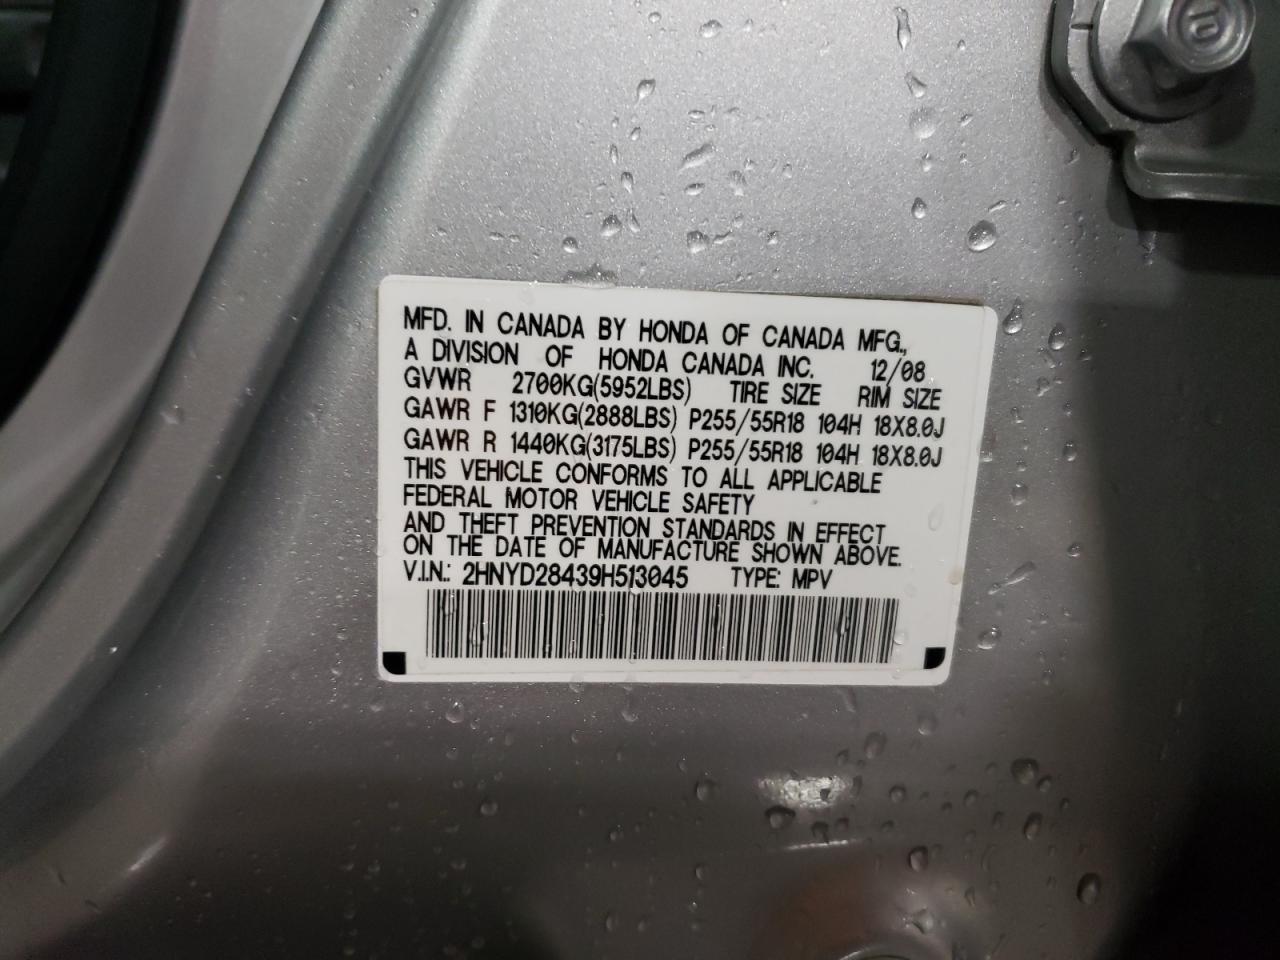 MFD. IN CANADA BY HONDA OF CANADA MFG.,
A DIVISION OF HONDA CANADA INC. 12/08
GVWR 2700KG(5952LBS) TIRE SIZE RIM SIZE
GAWR F 1310KG(2888LBS) P255/55R18 104H 18X8.0J
GAWR R 1440KG(3175LBS) P255/55R18 104H 18X8.0J
THIS VEHICLE CONFORMS TO ALL APPLICABLE
FEDERAL MOTOR VEHICLE SAFETY
AND THEFT PREVENTION STANDARDS IN EFFECT
ON THE DATE OF MANUFACTURE SHOWN ABOVE.
V.I.N.: 2HNYD28439H513045 TYPE: MPV